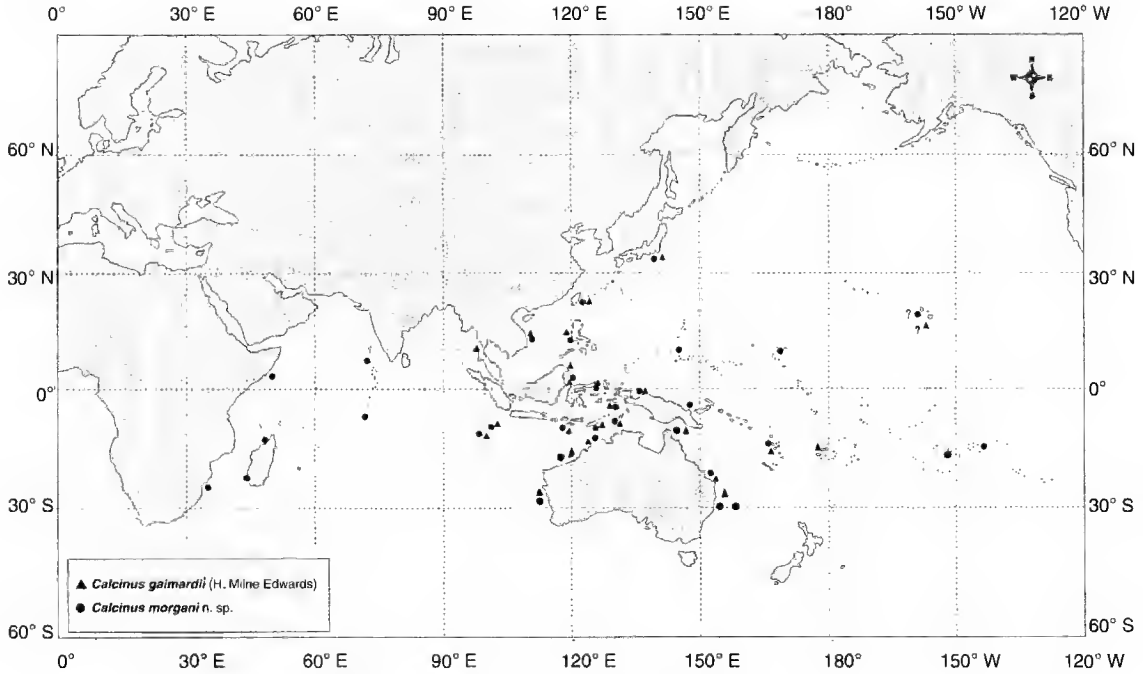 0° 30° E 60° E 90° E 120° E 150° E 180° 150° W 120° W
60° N 60° N
30° N 30° N
?
?
0° 0°
30° S 30° S
▲ Calcinus gaimardii (H. Milne Edwards)
● Calcinus morgani n. sp.
60° S 60° S
0° 30° E 60° E 90° E 120° E 150° E 180° 150° W 120° W